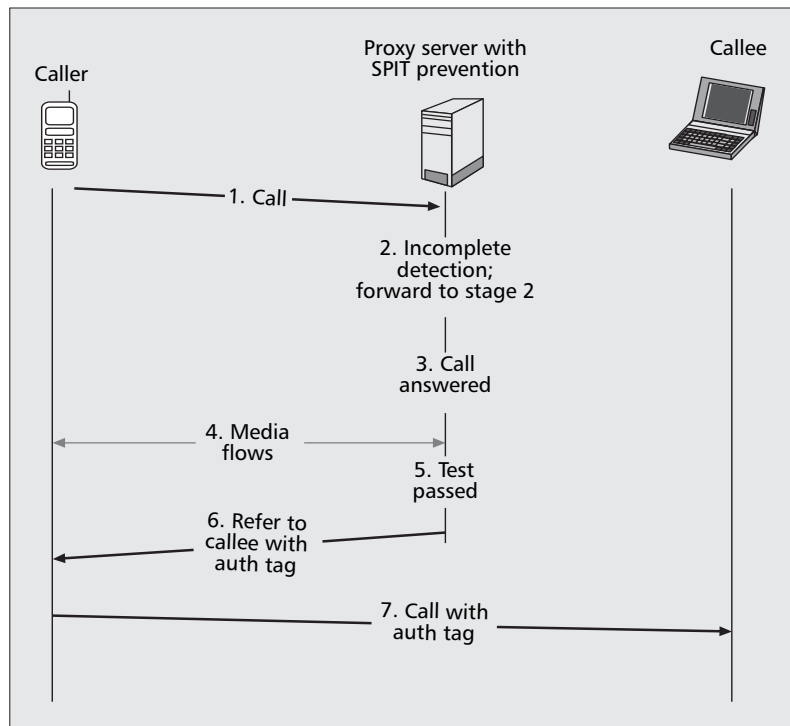 Caller
Proxy server with
SPIT prevention
Callee
1. Call
2. Incomplete
detection;
forward to stage 2
3. Call
answered
4. Media
flows
5. Test
passed
6. Refer to
callee with
auth tag
7. Call with
auth tag